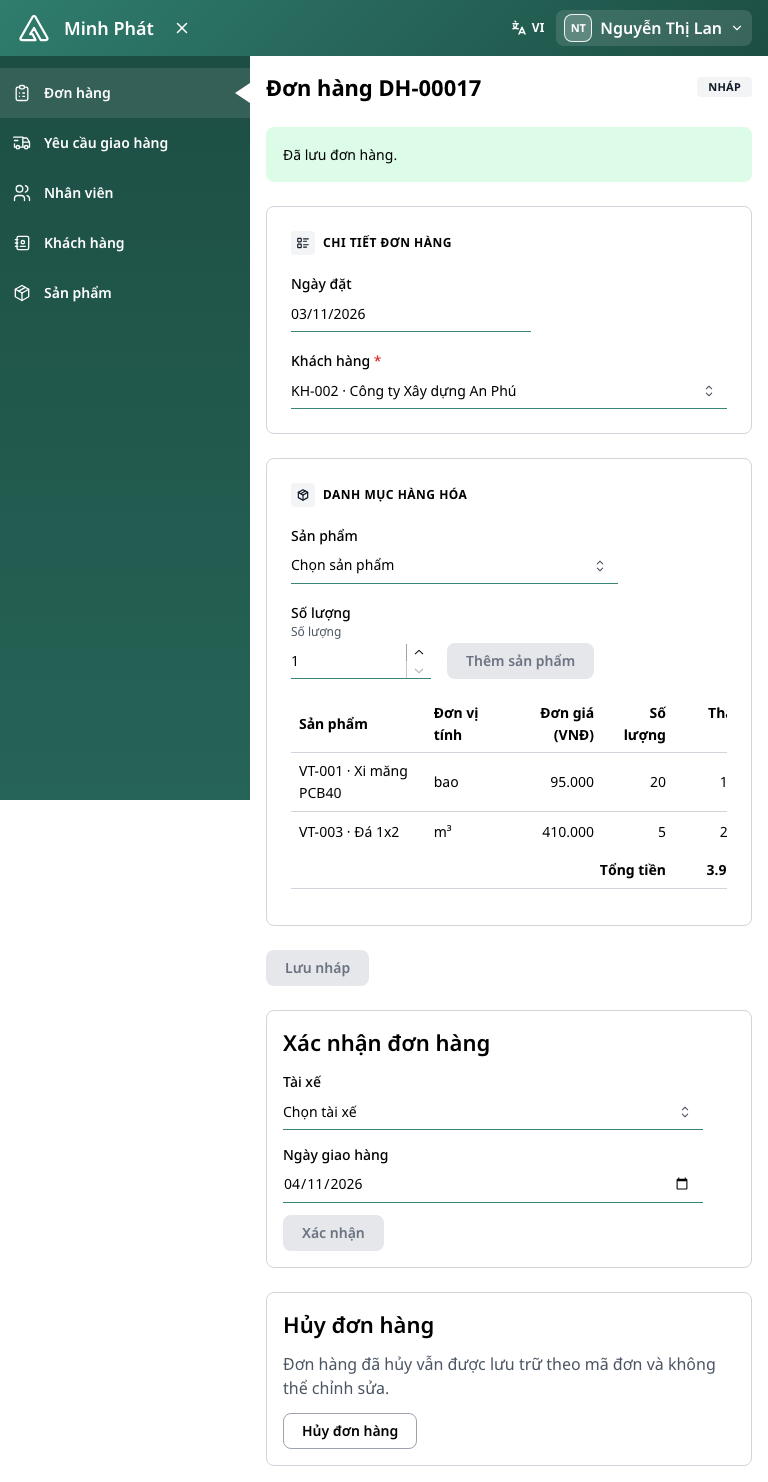 Minh Phát
VI
NT
Nguyễn Thị Lan
Đơn hàng
Yêu cầu giao hàng
Nhân viên
Khách hàng
Sản phẩm
Đơn hàng DH-00017
NHÁP
Đã lưu đơn hàng.
CHI TIẾT ĐƠN HÀNG
Ngày đặt
03/11/2026
Khách hàng *
KH-002 · Công ty Xây dựng An Phú
DANH MỤC HÀNG HÓA
Sản phẩm
Chọn sản phẩm
Số lượng
Số lượng
1
Thêm sản phẩm
Sản phẩm Đơn vị tính Đơn giá (VNĐ) Số lượng
VT-001 · Xi măng PCB40 bao 95.000 20 1
VT-003 · Đá 1x2 m³ 410.000 5 2
Tổng tiền 3.9
Lưu nháp
Xác nhận đơn hàng
Tài xế
Chọn tài xế
Ngày giao hàng
04/11/2026
Xác nhận
Hủy đơn hàng
Đơn hàng đã hủy vẫn được lưu trữ theo mã đơn và không
thể chỉnh sửa.
Hủy đơn hàng